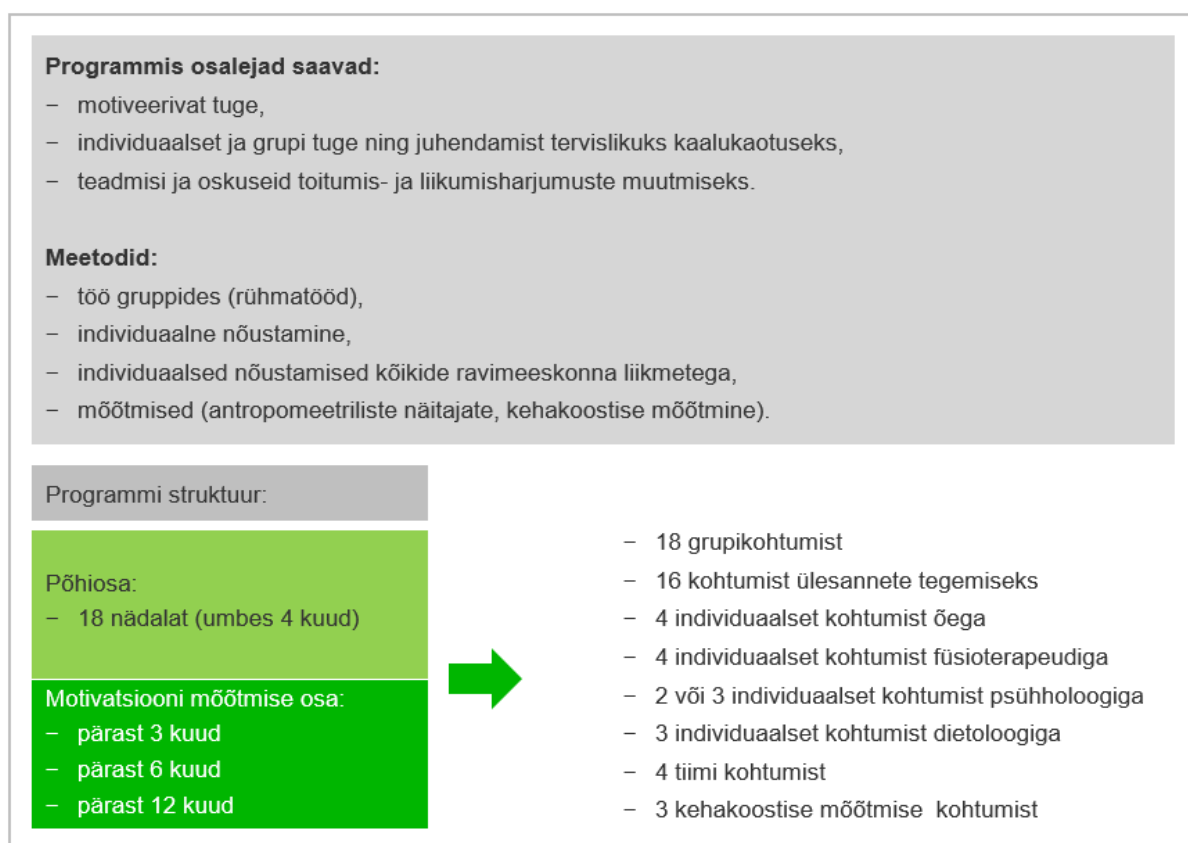 Programmis osalejad saavad:
− motiveerivat tuge,
− individuaalset ja grupi tuge ning juhendamist tervislikuks kaalukaotuseks,
− teadmisi ja oskuseid toitumis- ja liikumisharjumuste muutmiseks.
Meetodid:
− töö gruppides (rühmatööd),
− individuaalne nõustamine,
− individuaalsed nõustamised kõikide ravimeeskonna liikmetega,
− mõõtmised (antropomeetriliste näitajate, kehakoostise mõõtmine).
Programmi struktuur:
Põhiosa:
− 18 nädalat (umbes 4 kuud)
Motivatsiooni mõõtmise osa:
− pärast 3 kuud
− pärast 6 kuud
− pärast 12 kuud
− 18 grupikohtumist
− 16 kohtumist ülesannete tegemiseks
− 4 individuaalset kohtumist õega
− 4 individuaalset kohtumist füsioterapeudiga
− 2 või 3 individuaalset kohtumist psühholoogiga
− 3 individuaalset kohtumist dietoloogiga
− 4 tiimi kohtumist
− 3 kehakoostise mõõtmise kohtumist